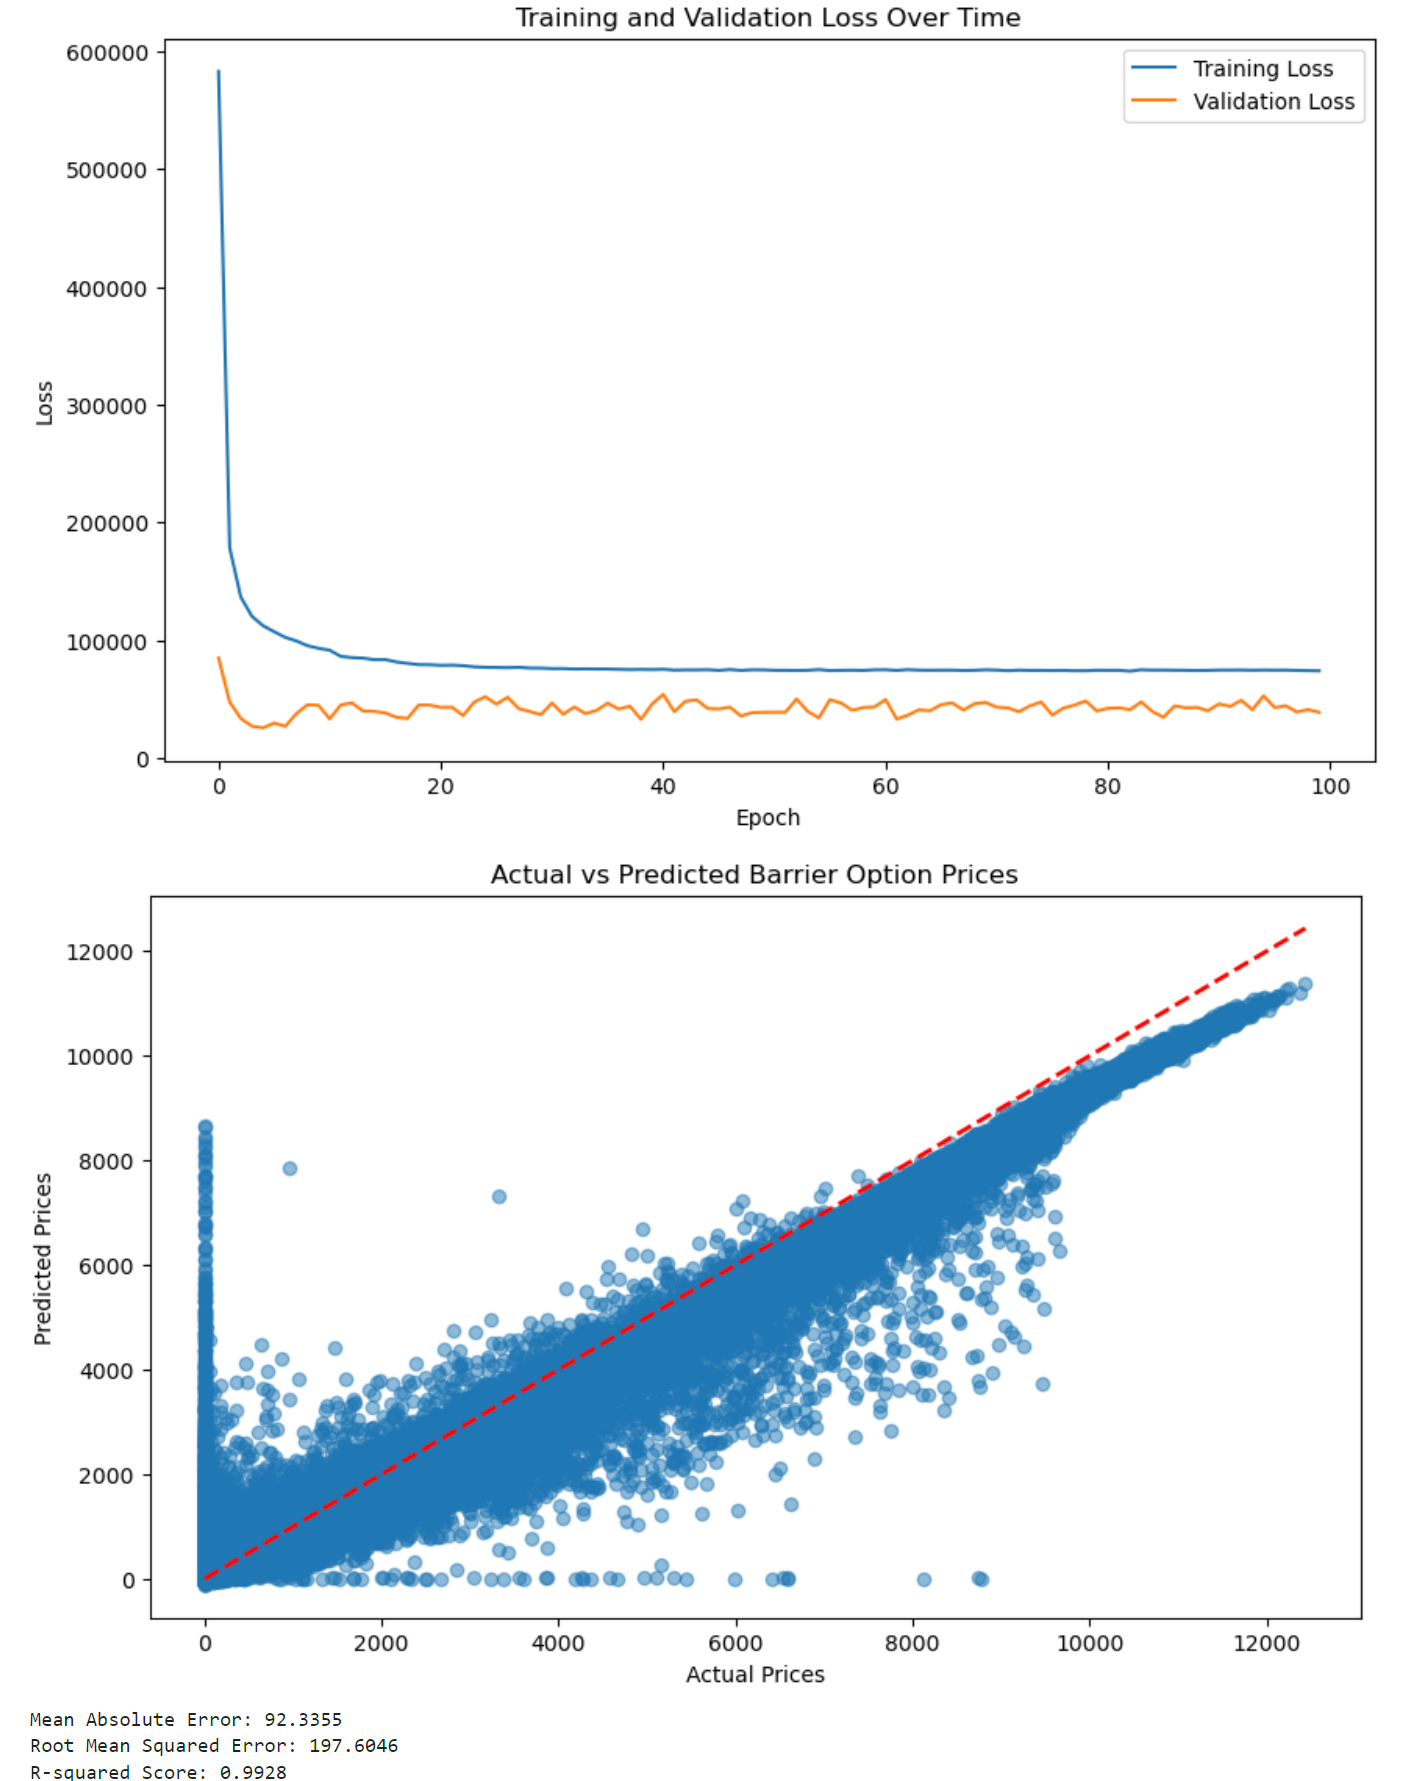 Training and Validation Loss Over Time
600000
500000
400000
300000
200000
100000
0
Loss
Training Loss
Validation Loss
0 20 40 60 80 100
Epoch
Actual vs Predicted Barrier Option Prices
12000
10000
8000
6000
4000
2000
0
Predicted Prices
0 2000 4000 6000 8000 10000 12000
Actual Prices
Mean Absolute Error: 92.3355
Root Mean Squared Error: 197.6046
R-squared Score: 0.9928